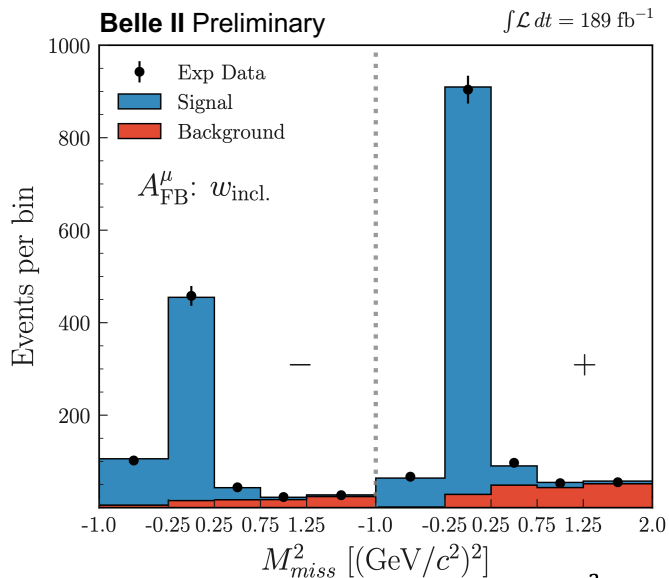 Belle II Preliminary
∫ℒ dt = 189 fb⁻¹
1000
800
600
400
200
Events per bin
Exp Data
Signal
Background
A_FB^μ: w_incl.
− +
-1.0 -0.25 0.25 0.75 1.25 -1.0 -0.25 0.25 0.75 1.25 2.0
M²_miss [(GeV/c²)²]